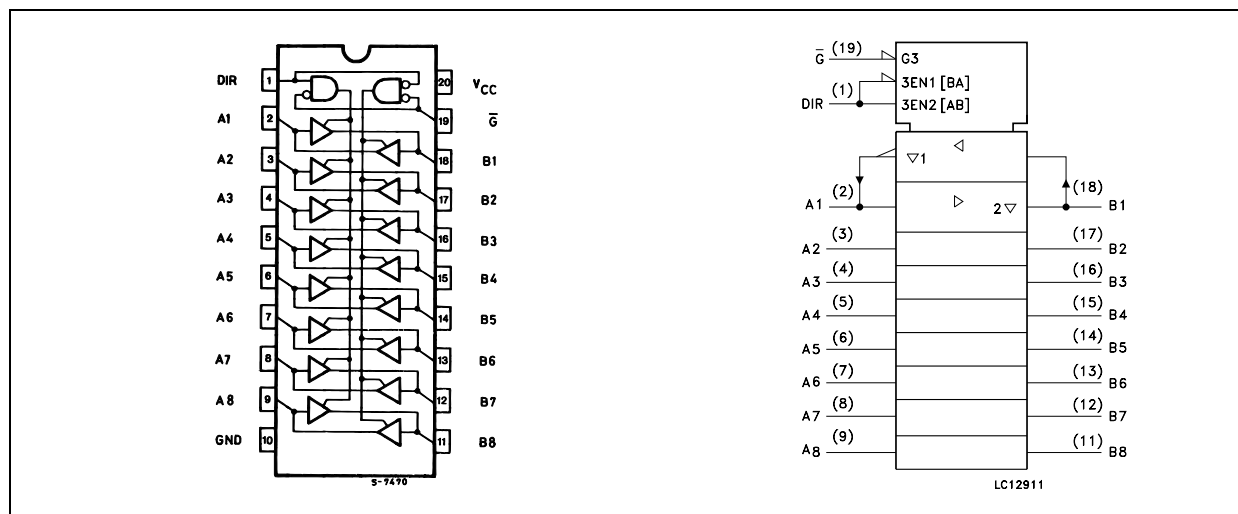 DIR 1
A1 2
A2 3
A3 4
A4 5
A5 6
A6 7
A7 8
A8 9
GND 10
20 VCC
19 G̅
18 B1
17 B2
16 B3
15 B4
14 B5
13 B6
12 B7
11 B8
S-7470
G̅ (19) G3
3EN1 [BA]
DIR (1) 3EN2 [AB]
▽1 ◁
A1 (2) ▷ 2▽ (18) B1
A2 (3) (17) B2
A3 (4) (16) B3
A4 (5) (15) B4
A5 (6) (14) B5
A6 (7) (13) B6
A7 (8) (12) B7
A8 (9) (11) B8
LC12911